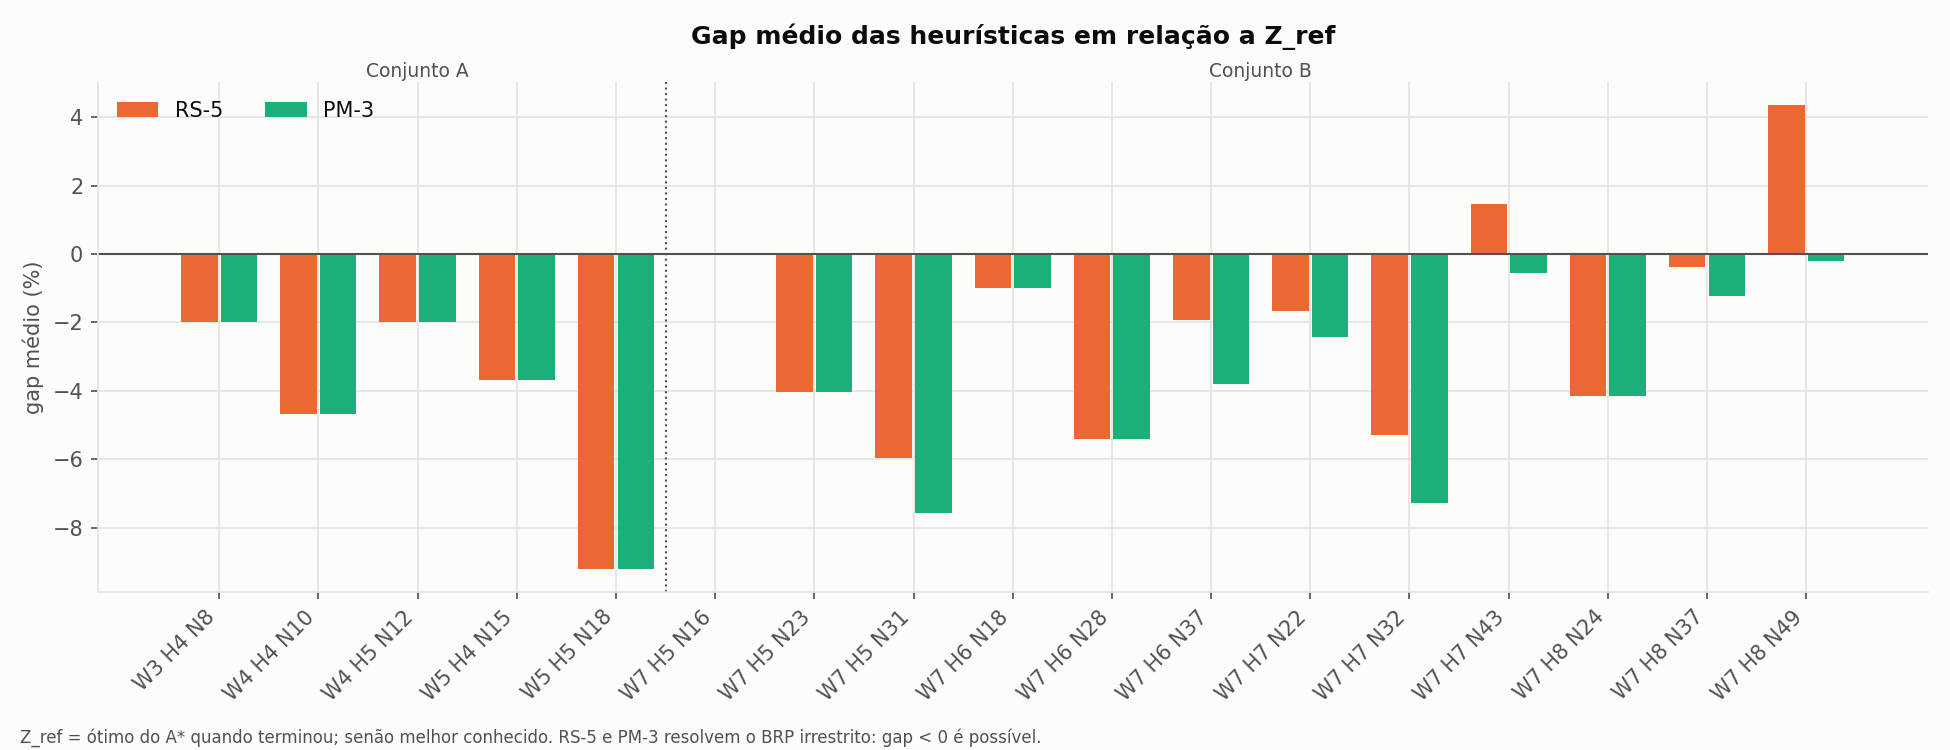 Gap médio das heurísticas em relação a Z_ref
Conjunto A
Conjunto B
RS-5
PM-3
gap médio (%)
4
2
0
−2
−4
−6
−8
W3 H4 N8
W4 H4 N10
W4 H5 N12
W5 H4 N15
W5 H5 N18
W7 H5 N16
W7 H5 N23
W7 H5 N31
W7 H6 N18
W7 H6 N28
W7 H6 N37
W7 H7 N22
W7 H7 N32
W7 H7 N43
W7 H8 N24
W7 H8 N37
W7 H8 N49
Z_ref = ótimo do A* quando terminou; senão melhor conhecido. RS-5 e PM-3 resolvem o BRP irrestrito: gap < 0 é possível.